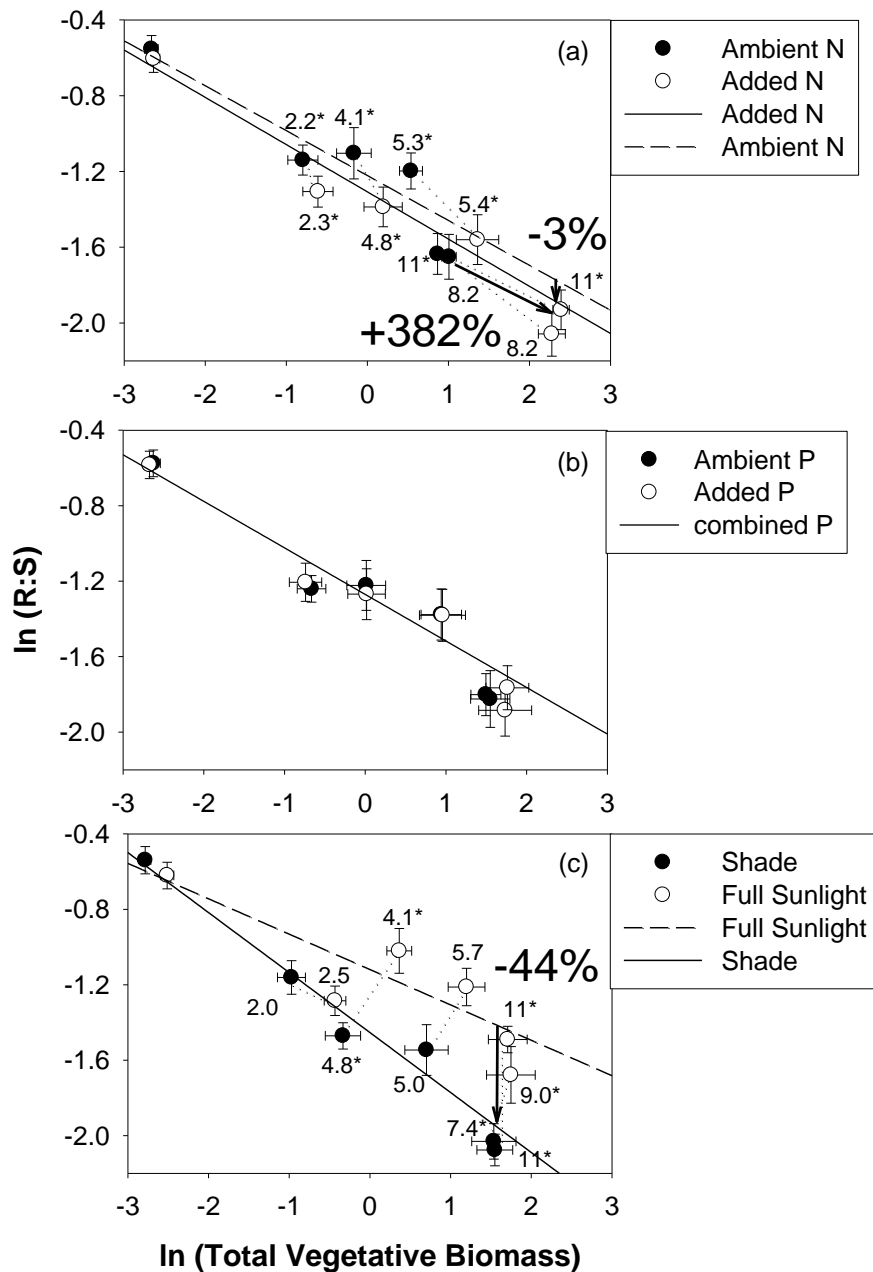 -0.4
-0.8
-1.2
-1.6
-2.0
-3 -2 -1 0 1 2 3
(a)
2.2*
4.1*
5.3*
2.3*
4.8*
5.4*
11*
8.2
-3%
11*
+382%
8.2
Ambient N
Added N
Added N
Ambient N
-0.4
-0.8
-1.2
-1.6
-2.0
-3 -2 -1 0 1 2 3
(b)
Ambient P
Added P
combined P
ln (R:S)
-0.4
-0.8
-1.2
-1.6
-2.0
-3 -2 -1 0 1 2 3
(c)
4.1*
5.7
-44%
2.0
2.5
11*
4.8*
5.0
9.0*
7.4*
11*
Shade
Full Sunlight
Full Sunlight
Shade
ln (Total Vegetative Biomass)